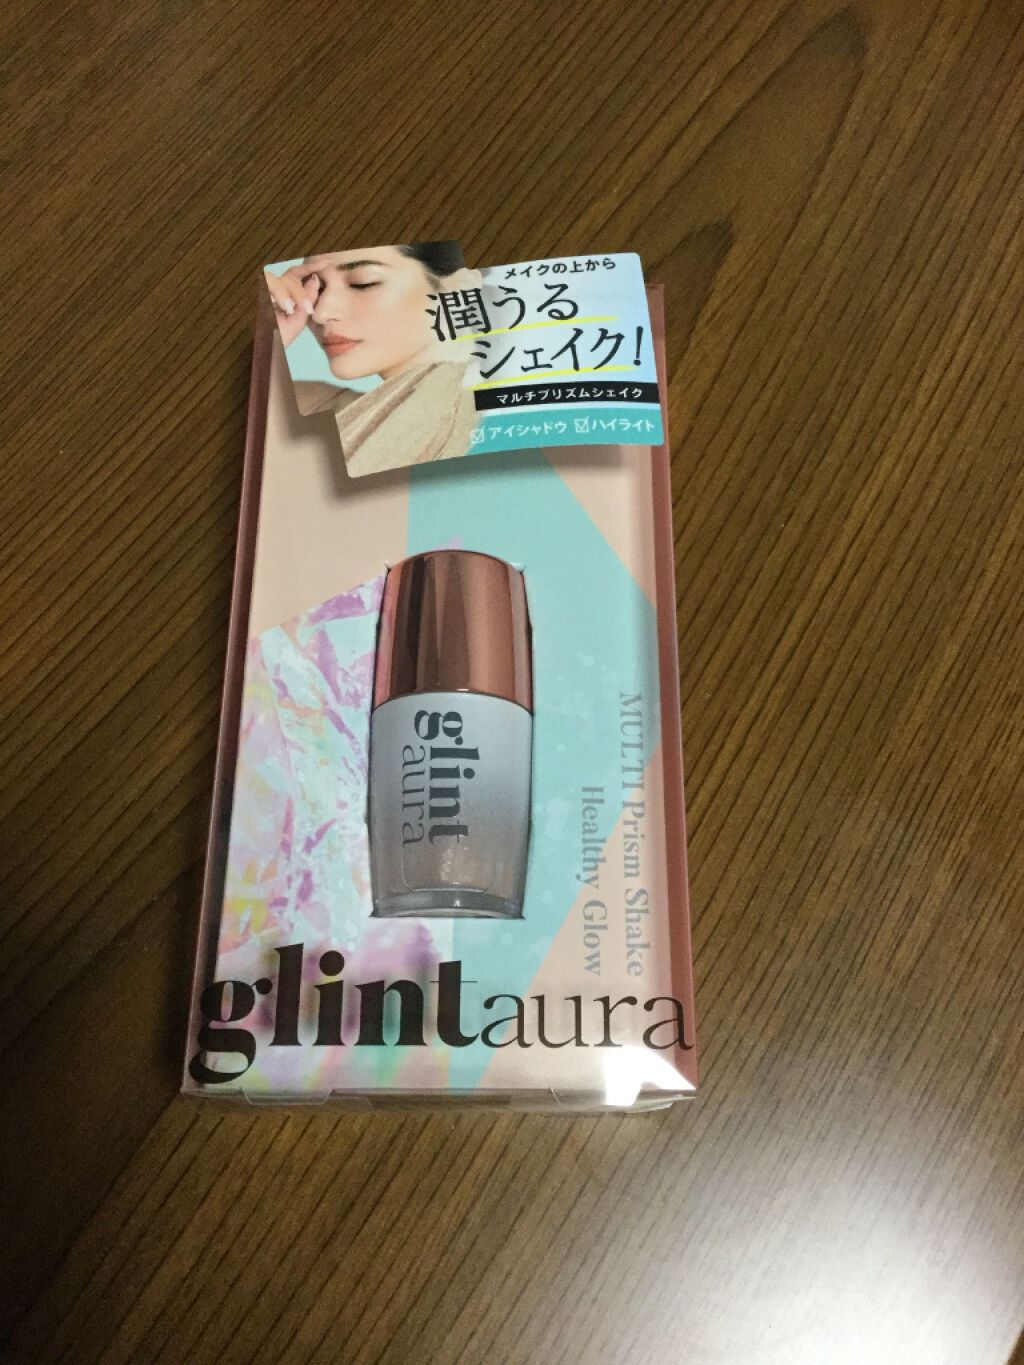 メイクの上から
潤うる
シェイク!
マルチプリズムシェイク
☑アイシャドウ ☑ハイライト
glint
aura
MULTI Prism Shake
Healthy Glow
glintaura